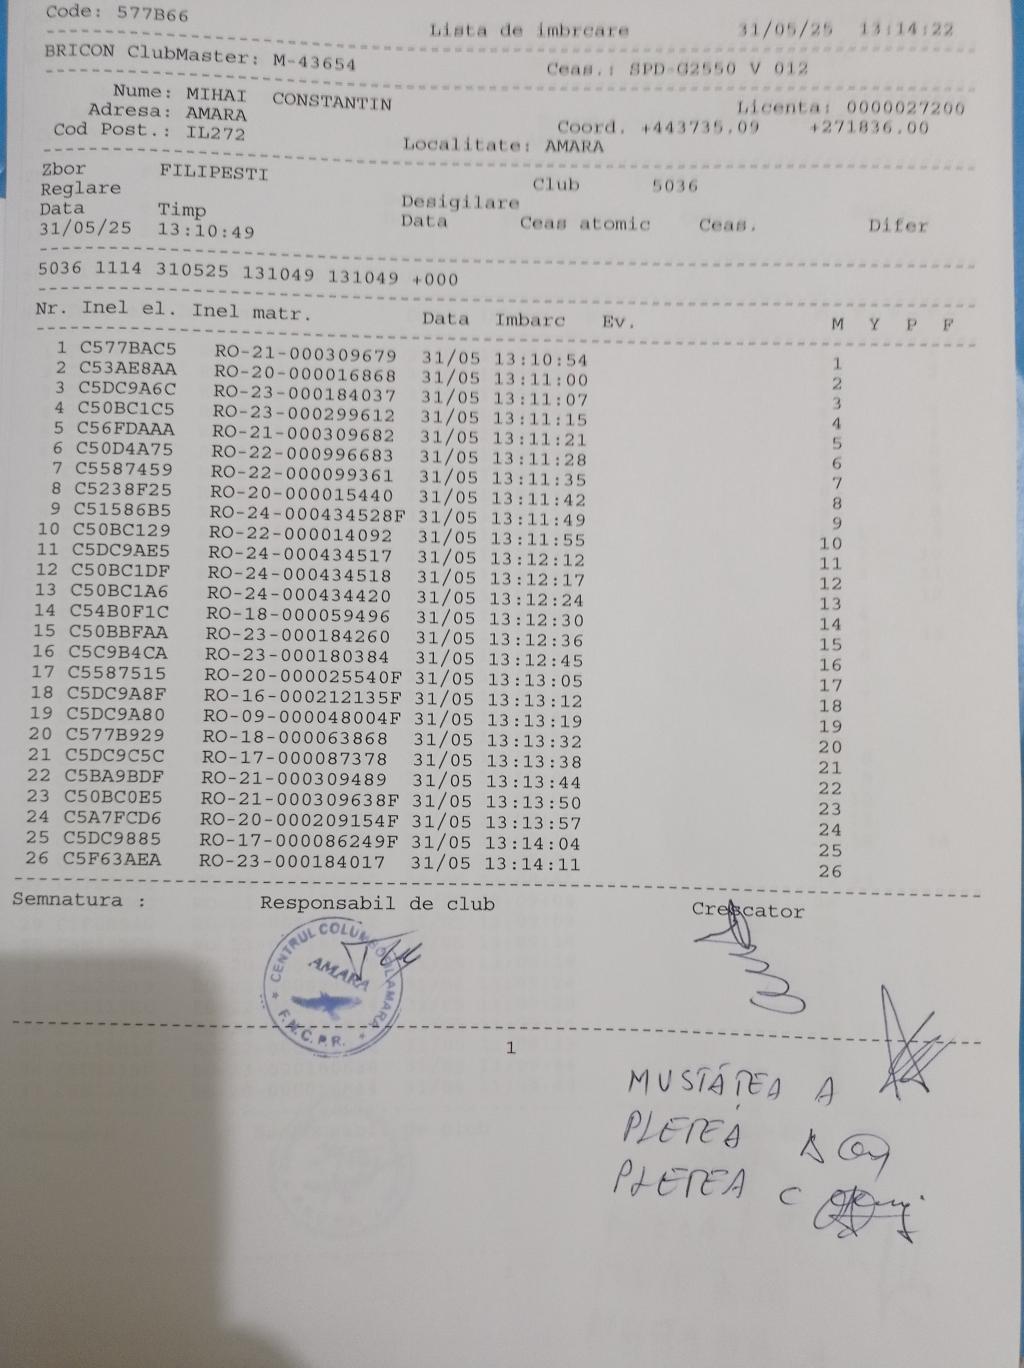 Code: 577B66
Lista de imbrcare 31/05/25 13:14:22
BRICON ClubMaster: M-43654 Ceas.: SPD-G2550 V 012
Nume: MIHAI CONSTANTIN Licenta: 0000027200
Adresa: AMARA Coord. +443735.09 +271836.00
Cod Post.: IL272 Localitate: AMARA
Zbor FILIPESTI Club 5036
Reglare Desigilare
Data Timp Data Ceas atomic Ceas. Difer
31/05/25 13:10:49
5036 1114 310525 131049 131049 +000
Nr. Inel el. Inel matr. Data Imbarc Ev. M Y P F
1 C577BAC5 RO-21-000309679 31/05 13:10:54 1
2 C53AE8AA RO-20-000016868 31/05 13:11:00 2
3 C5DC9A6C RO-23-000184037 31/05 13:11:07 3
4 C50BC1C5 RO-23-000299612 31/05 13:11:15 4
5 C56FDAAA RO-21-000309682 31/05 13:11:21 5
6 C50D4A75 RO-22-000996683 31/05 13:11:28 6
7 C5587459 RO-22-000099361 31/05 13:11:35 7
8 C5238F25 RO-20-000015440 31/05 13:11:42 8
9 C51586B5 RO-24-000434528F 31/05 13:11:49 9
10 C50BC129 RO-22-000014092 31/05 13:11:55 10
11 C5DC9AE5 RO-24-000434517 31/05 13:12:12 11
12 C50BC1DF RO-24-000434518 31/05 13:12:17 12
13 C50BC1A6 RO-24-000434420 31/05 13:12:24 13
14 C54B0F1C RO-18-000059496 31/05 13:12:30 14
15 C50BBFAA RO-23-000184260 31/05 13:12:36 15
16 C5C9B4CA RO-23-000180384 31/05 13:12:45 16
17 C5587515 RO-20-000025540F 31/05 13:13:05 17
18 C5DC9A8F RO-16-000212135F 31/05 13:13:12 18
19 C5DC9A80 RO-09-000048004F 31/05 13:13:19 19
20 C577B929 RO-18-000063868 31/05 13:13:32 20
21 C5DC9C5C RO-17-000087378 31/05 13:13:38 21
22 C5BA9BDF RO-21-000309489 31/05 13:13:44 22
23 C50BC0E5 RO-21-000309638F 31/05 13:13:50 23
24 C5A7FCD6 RO-20-000209154F 31/05 13:13:57 24
25 C5DC9885 RO-17-000086249F 31/05 13:14:04 25
26 C5F63AEA RO-23-000184017 31/05 13:14:11 26
Semnatura : Responsabil de club Crescator
CENTRUL COLUMBOFIL AMARA
AMARA
F.N.C.P.R.
1
MUSTĂȚEA A
PLETEA D
PLETEA C